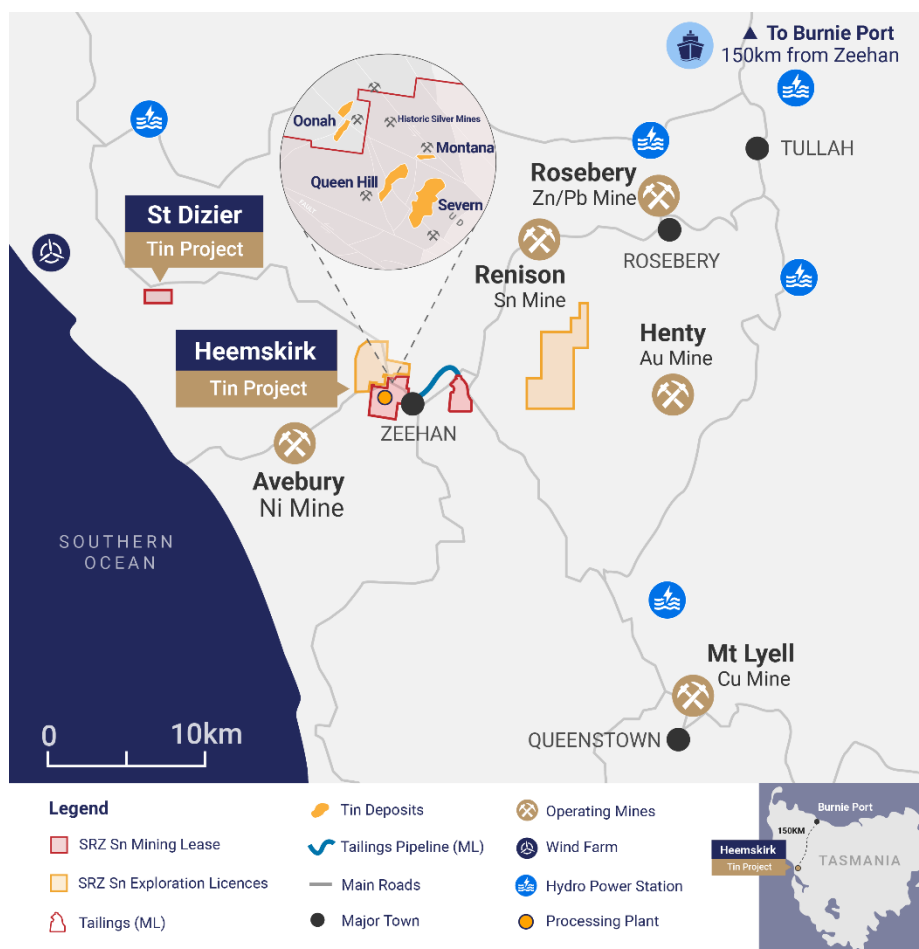 ▲ To Burnie Port
150km from Zeehan
Oonah
Historic Silver Mines
Montana
Queen Hill
Severn
FAULT
U D
TULLAH
Rosebery
Zn/Pb Mine
St Dizier
Tin Project
ROSEBERY
Renison
Sn Mine
Heemskirk
Tin Project
Henty
Au Mine
ZEEHAN
Avebury
Ni Mine
SOUTHERN
OCEAN
Mt Lyell
Cu Mine
0 10km
QUEENSTOWN
Legend
SRZ Sn Mining Lease
SRZ Sn Exploration Licences
Tailings (ML)
Tin Deposits
Tailings Pipeline (ML)
Main Roads
Major Town
Operating Mines
Wind Farm
Hydro Power Station
Processing Plant
Burnie Port
150KM
Heemskirk
Tin Project
TASMANIA